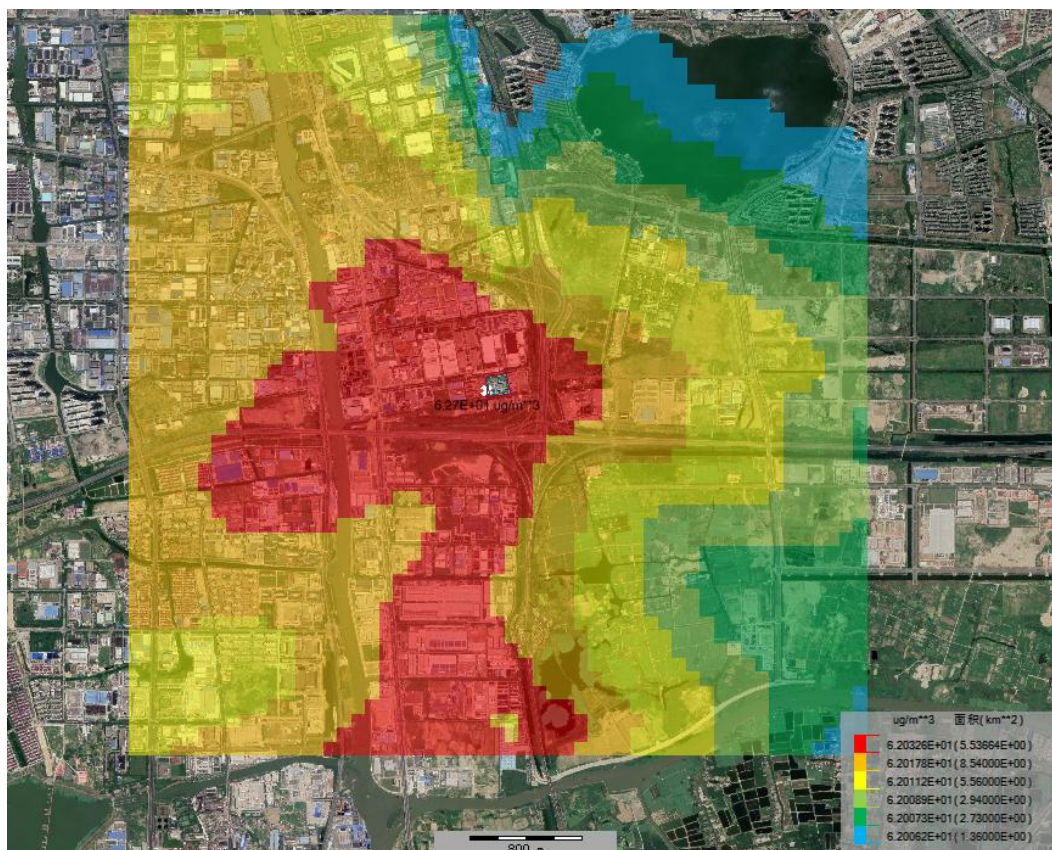 6.27E+01 ug/m**3
ug/m**3 面积(km**2)
6.20326E+01(5.53664E+00)
6.20178E+01(8.54000E+00)
6.20112E+01(5.56000E+00)
6.20089E+01(2.94000E+00)
6.20073E+01(2.73000E+00)
6.20062E+01(1.36000E+00)
800 m